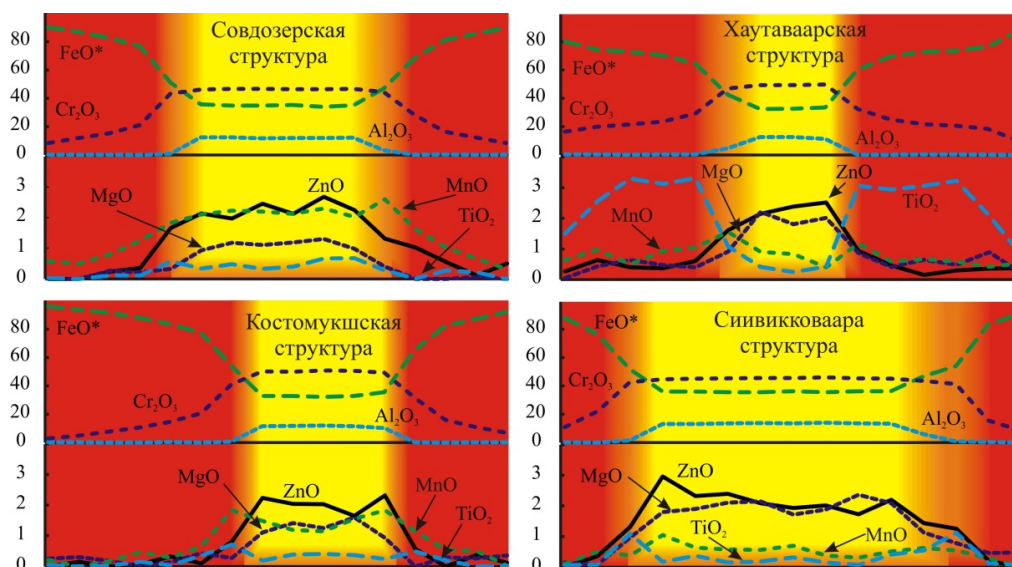 Совдозерская
структура
80
FeO*
60
40
Cr₂O₃
20
Al₂O₃
0
3
ZnO
MnO
MgO
2
TiO₂
1
0
Хаутаваарская
структура
80
FeO*
60
40
Cr₂O₃
20
Al₂O₃
0
MgO
ZnO
3
TiO₂
2
MnO
1
0
Костомукшская
структура
80
FeO*
60
40
Cr₂O₃
20
Al₂O₃
0
3
MgO
ZnO
MnO
2
TiO₂
1
0
Сиивикковаара
структура
80
FeO*
60
40
Cr₂O₃
20
Al₂O₃
0
3
ZnO
MgO
2
TiO₂
MnO
1
0